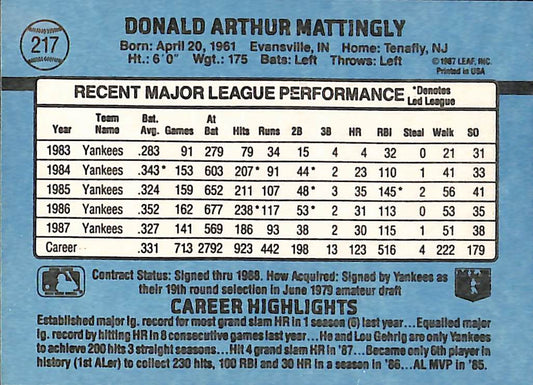 217
DONALD ARTHUR MATTINGLY
Born: April 20, 1961 Evansville, IN Home: Tenafly, NJ
Ht.: 6'0" Wgt.: 175 Bats: Left Throws: Left
©1987 LEAF, INC.
Printed in USA
RECENT MAJOR LEAGUE PERFORMANCE *Denotes Led League
Year Team Name Bat. Avg. Games At Bat Hits Runs 2B 3B HR RBI Steal Walk SO
1983 Yankees .283 91 279 79 34 15 4 4 32 0 21 31
1984 Yankees .343* 153 603 207* 91 44* 2 23 110 1 41 33
1985 Yankees .324 159 652 211 107 48* 3 35 145* 2 56 41
1986 Yankees .352 162 677 238* 117 53* 2 31 113 0 53 35
1987 Yankees .327 141 569 186 93 38 2 30 115 1 51 38
Career .331 713 2792 923 442 198 13 123 516 4 222 179
Contract Status: Signed thru 1988. How Acquired: Signed by Yankees as
their 19th round selection in June 1979 amateur draft
CAREER HIGHLIGHTS
Established major lg. record for most grand slam HR in 1 season (6) last year...Equalled major
lg. record by hitting HR in 8 consecutive games last year...He and Lou Gehrig are only Yankees
to achieve 200 hits 3 straight seasons...Hit 4 grand slam HR in '87...Became only 6th player in
history (1st ALer) to collect 230 hits, 100 RBI and 30 HR in a season in '86...AL MVP in '85.